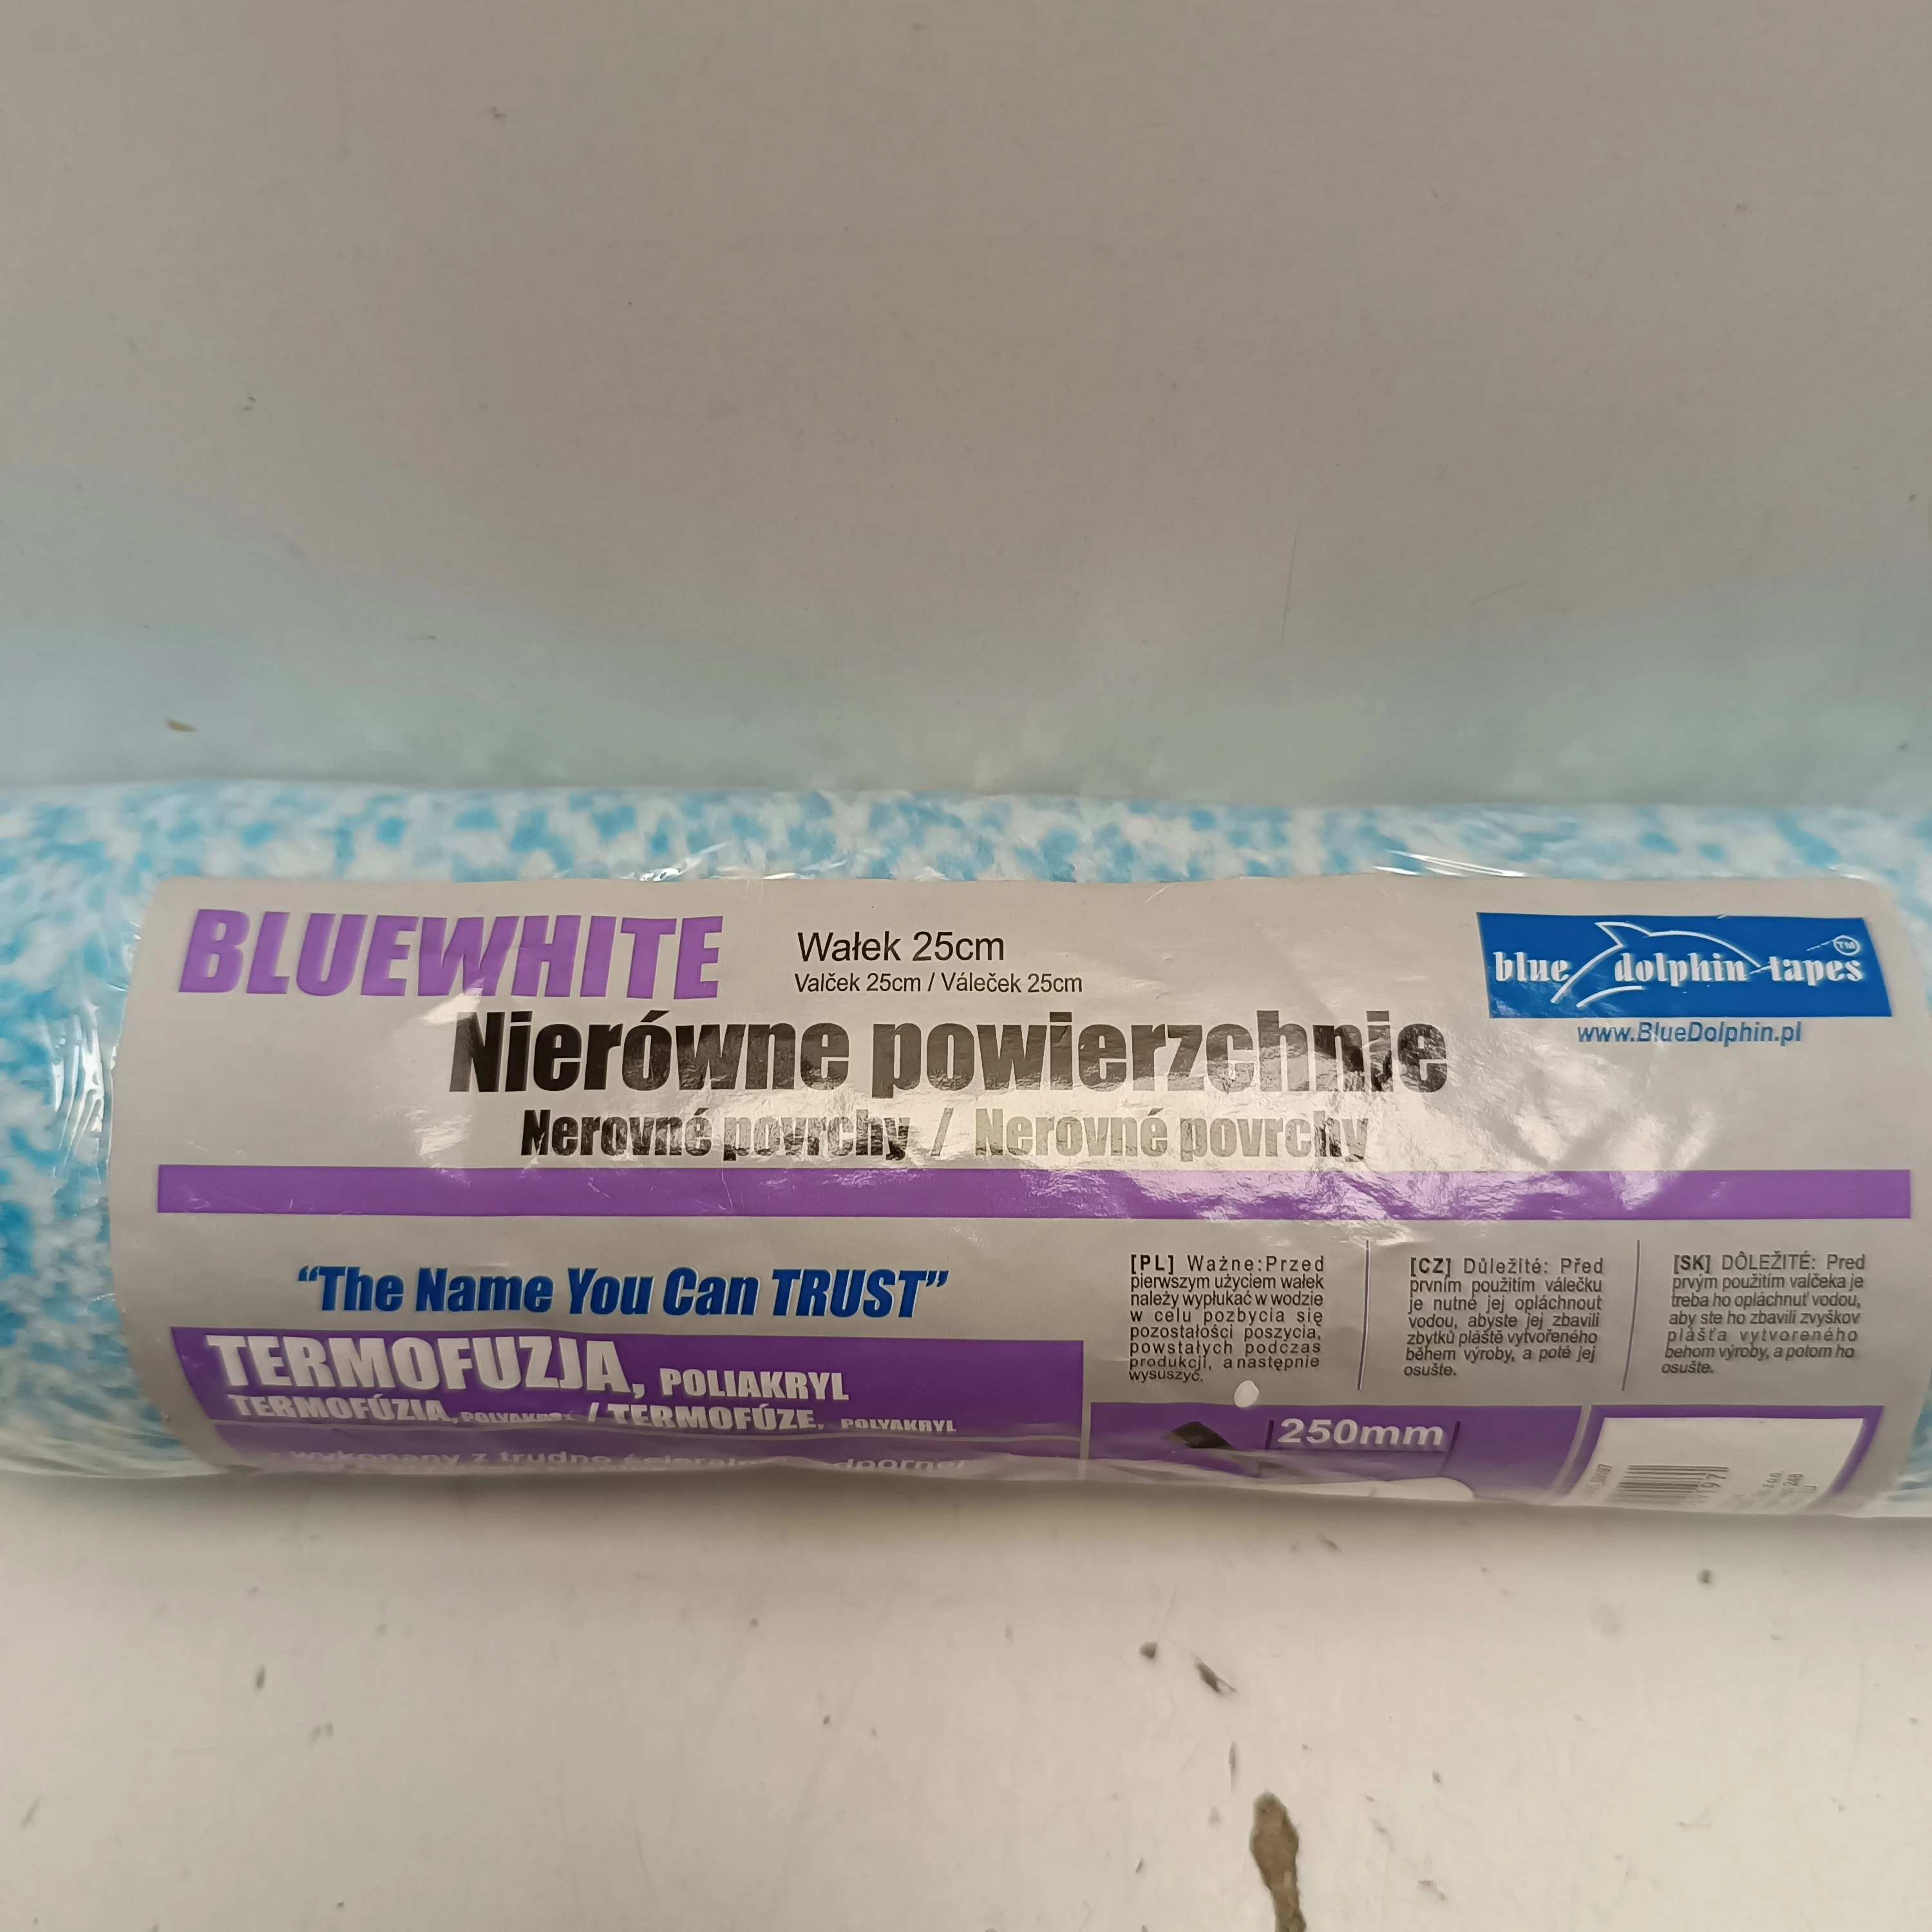 BLUEWHITE
Wałek 25cm
Valček 25cm / Váleček 25cm
blue dolphin tapes TM
www.BlueDolphin.pl
Nierówne powierzchnie
Nerovné povrchy / Nerovné povrchy
"The Name You Can TRUST"
TERMOFUZJA, POLIAKRYL
TERMOFÚZIA, POLYAKRYL / TERMOFÚZE, POLYAKRYL
- wykonany z trudno
[PL] Ważne:Przed
pierwszym użyciem wałek
należy wypłukać w wodzie
w celu pozbycia się
pozostałości poszycia,
powstałych podczas
produkcji, a następnie
wysuszyć.
[CZ] Důležité: Před
prvním použitím válečku
je nutné jej opláchnout
vodou, abyste jej zbavili
zbytků pláště vytvořeného
během výroby, a poté jej
osušte.
[SK] DÔLEŽITÉ: Pred
prvým použitím valčeka je
treba ho opláchnuť vodou,
aby ste ho zbavili zvyškov
plášťa vytvoreného
behom výroby, a potom ho
osušte.
250mm